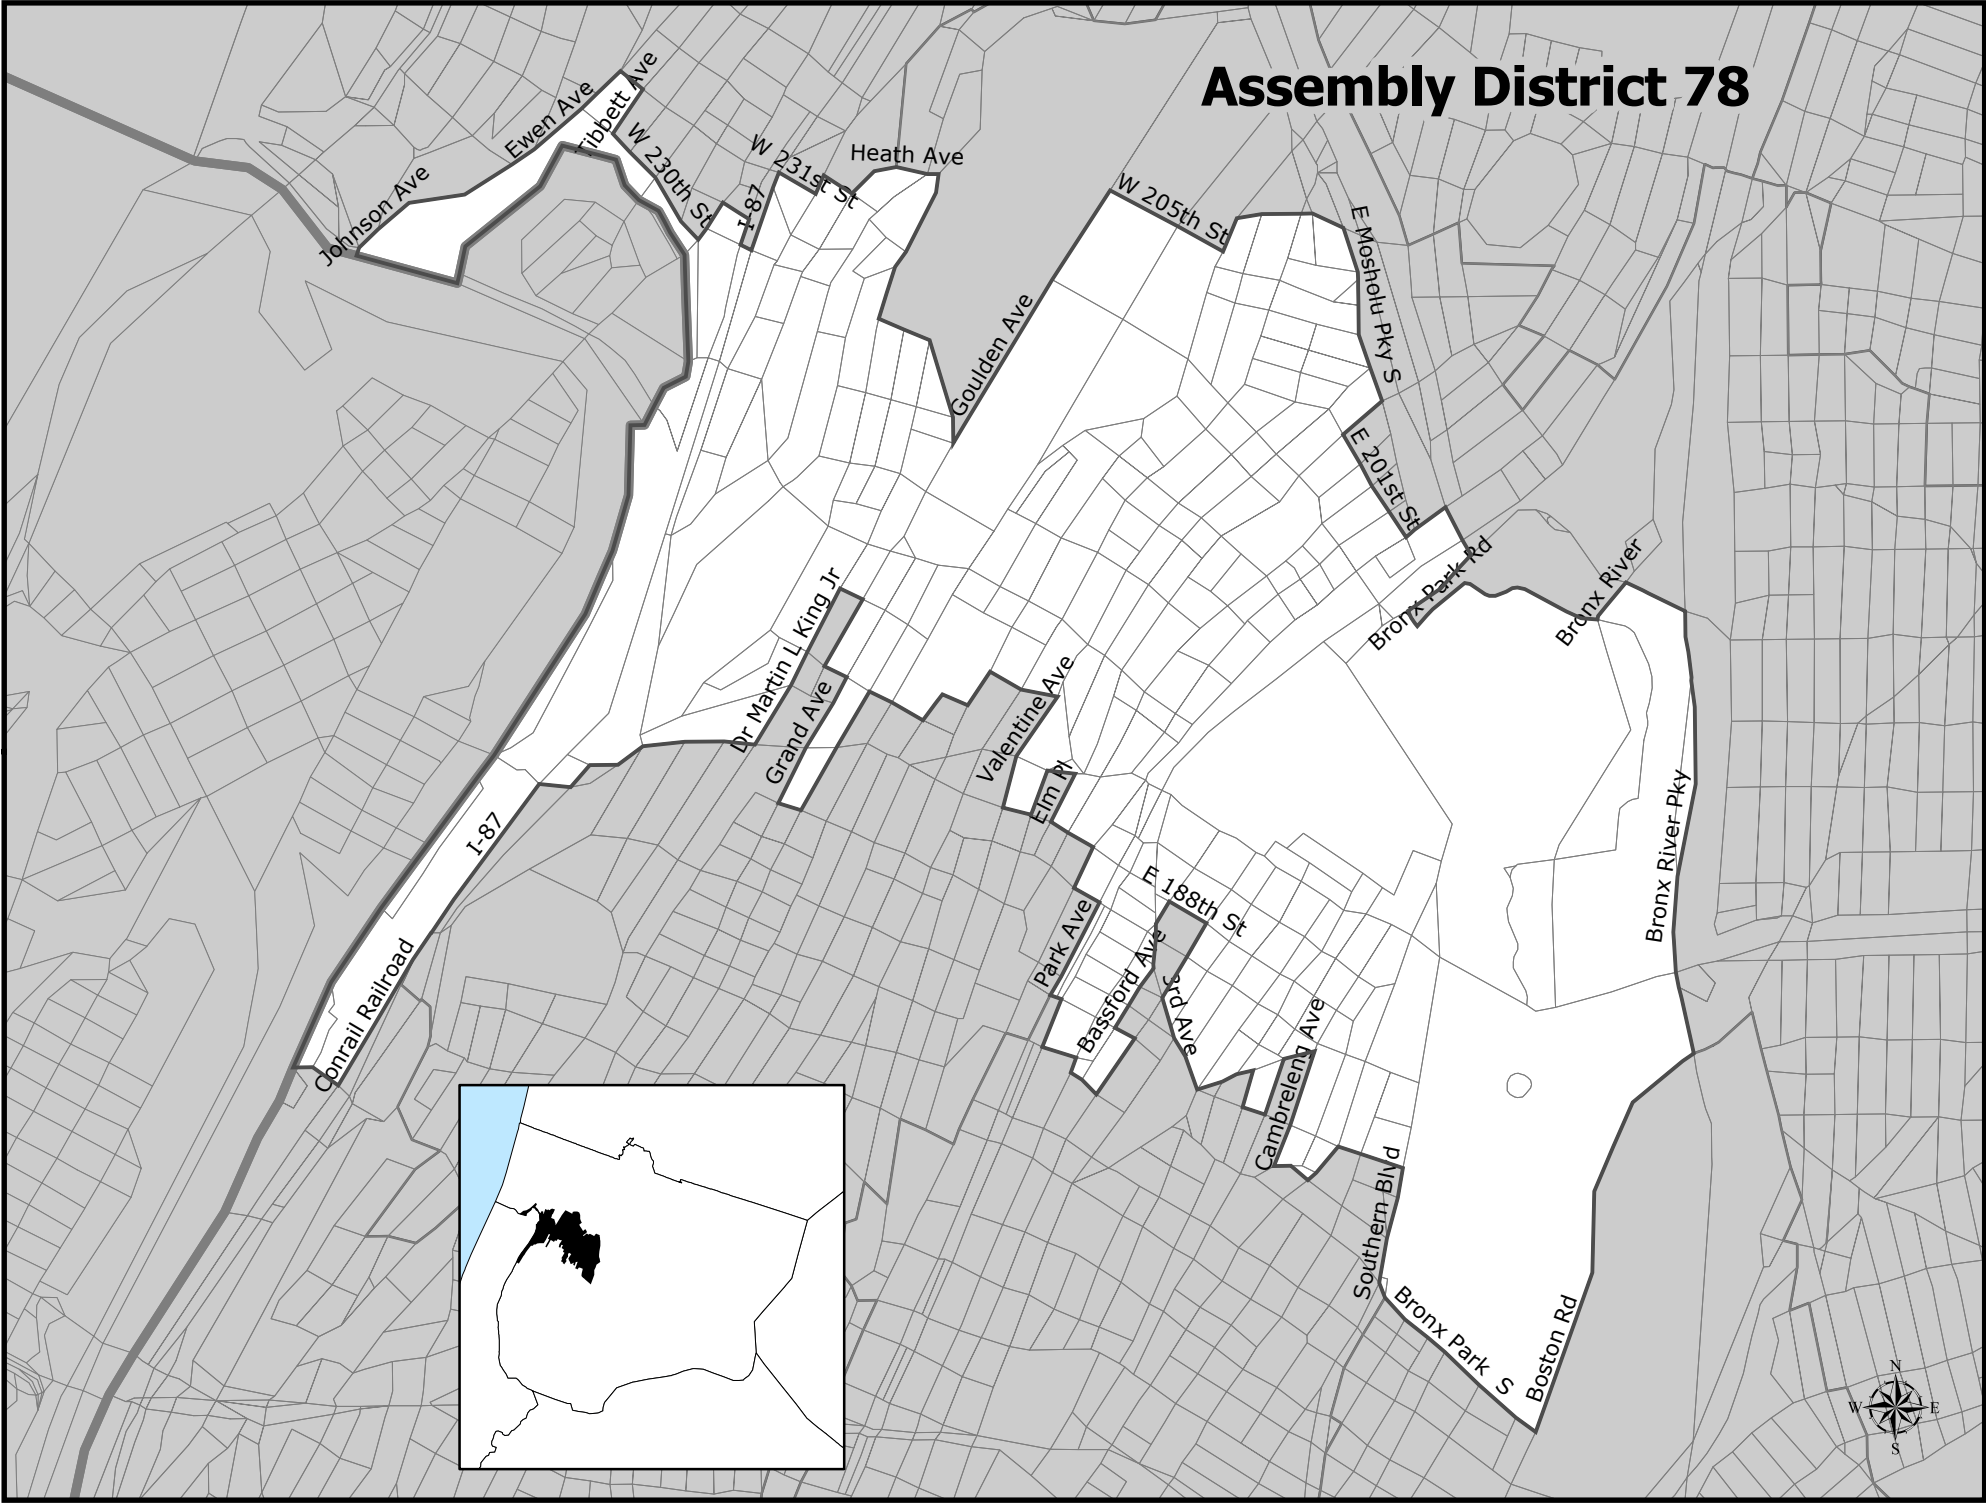 Assembly District 78
Ewen Ave
Tibbett Ave
Johnson Ave
W 230th St
W 231st St
I-87
Heath Ave
W 205th St
E Mosholu Pky S
Goulden Ave
E 201st St
Bronx Park Rd
Bronx River
Dr Martin L King Jr
Grand Ave
Valentine Ave
Elm Pl
I-87
Bronx River Pky
E 188th St
Park Ave
Bassford Ave
3rd Ave
Conrail Railroad
Cambreleng Ave
Southern Blvd
Bronx Park S
Boston Rd
N
W E
S